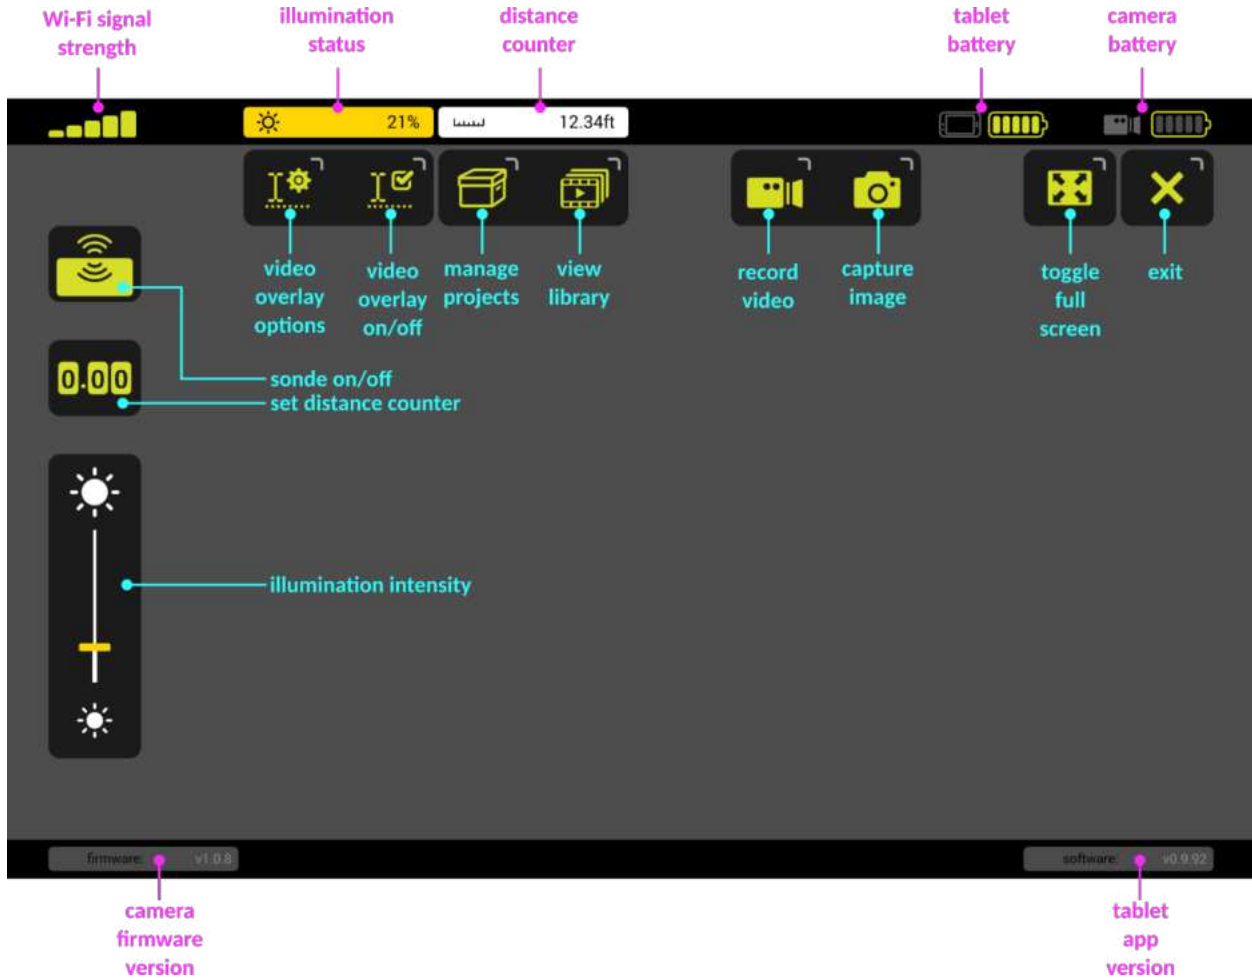 Wi-Fi signal
strength
illumination
status
distance
counter
tablet
battery
camera
battery
21%
12.34ft
video
overlay
options
video
overlay
on/off
manage
projects
view
library
record
video
capture
image
toggle
full
screen
exit
sonde on/off
0.00
set distance counter
illumination intensity
firmware: v1.0.8
software: v0.9.92
camera
firmware
version
tablet
app
version